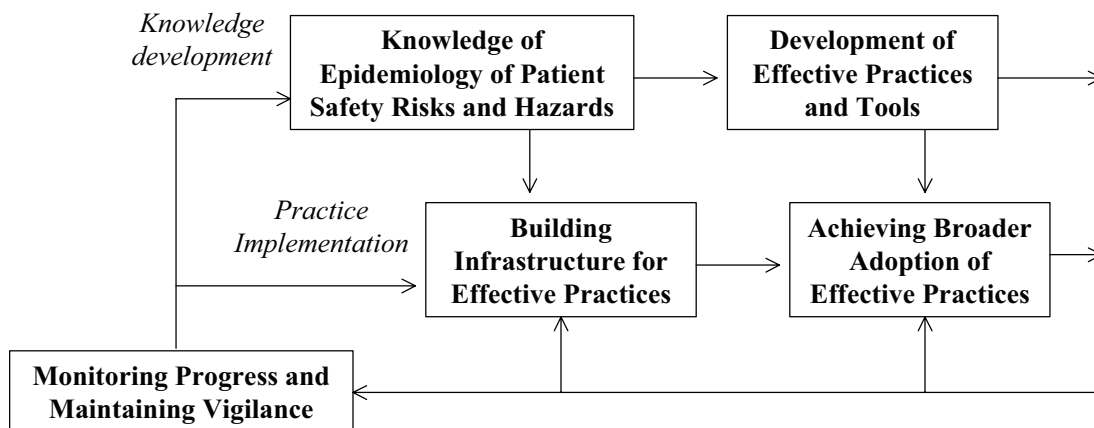 Knowledge
development
Knowledge of
Epidemiology of Patient
Safety Risks and Hazards
Development of
Effective Practices
and Tools
Practice
Implementation
Building
Infrastructure for
Effective Practices
Achieving Broader
Adoption of
Effective Practices
Monitoring Progress and
Maintaining Vigilance